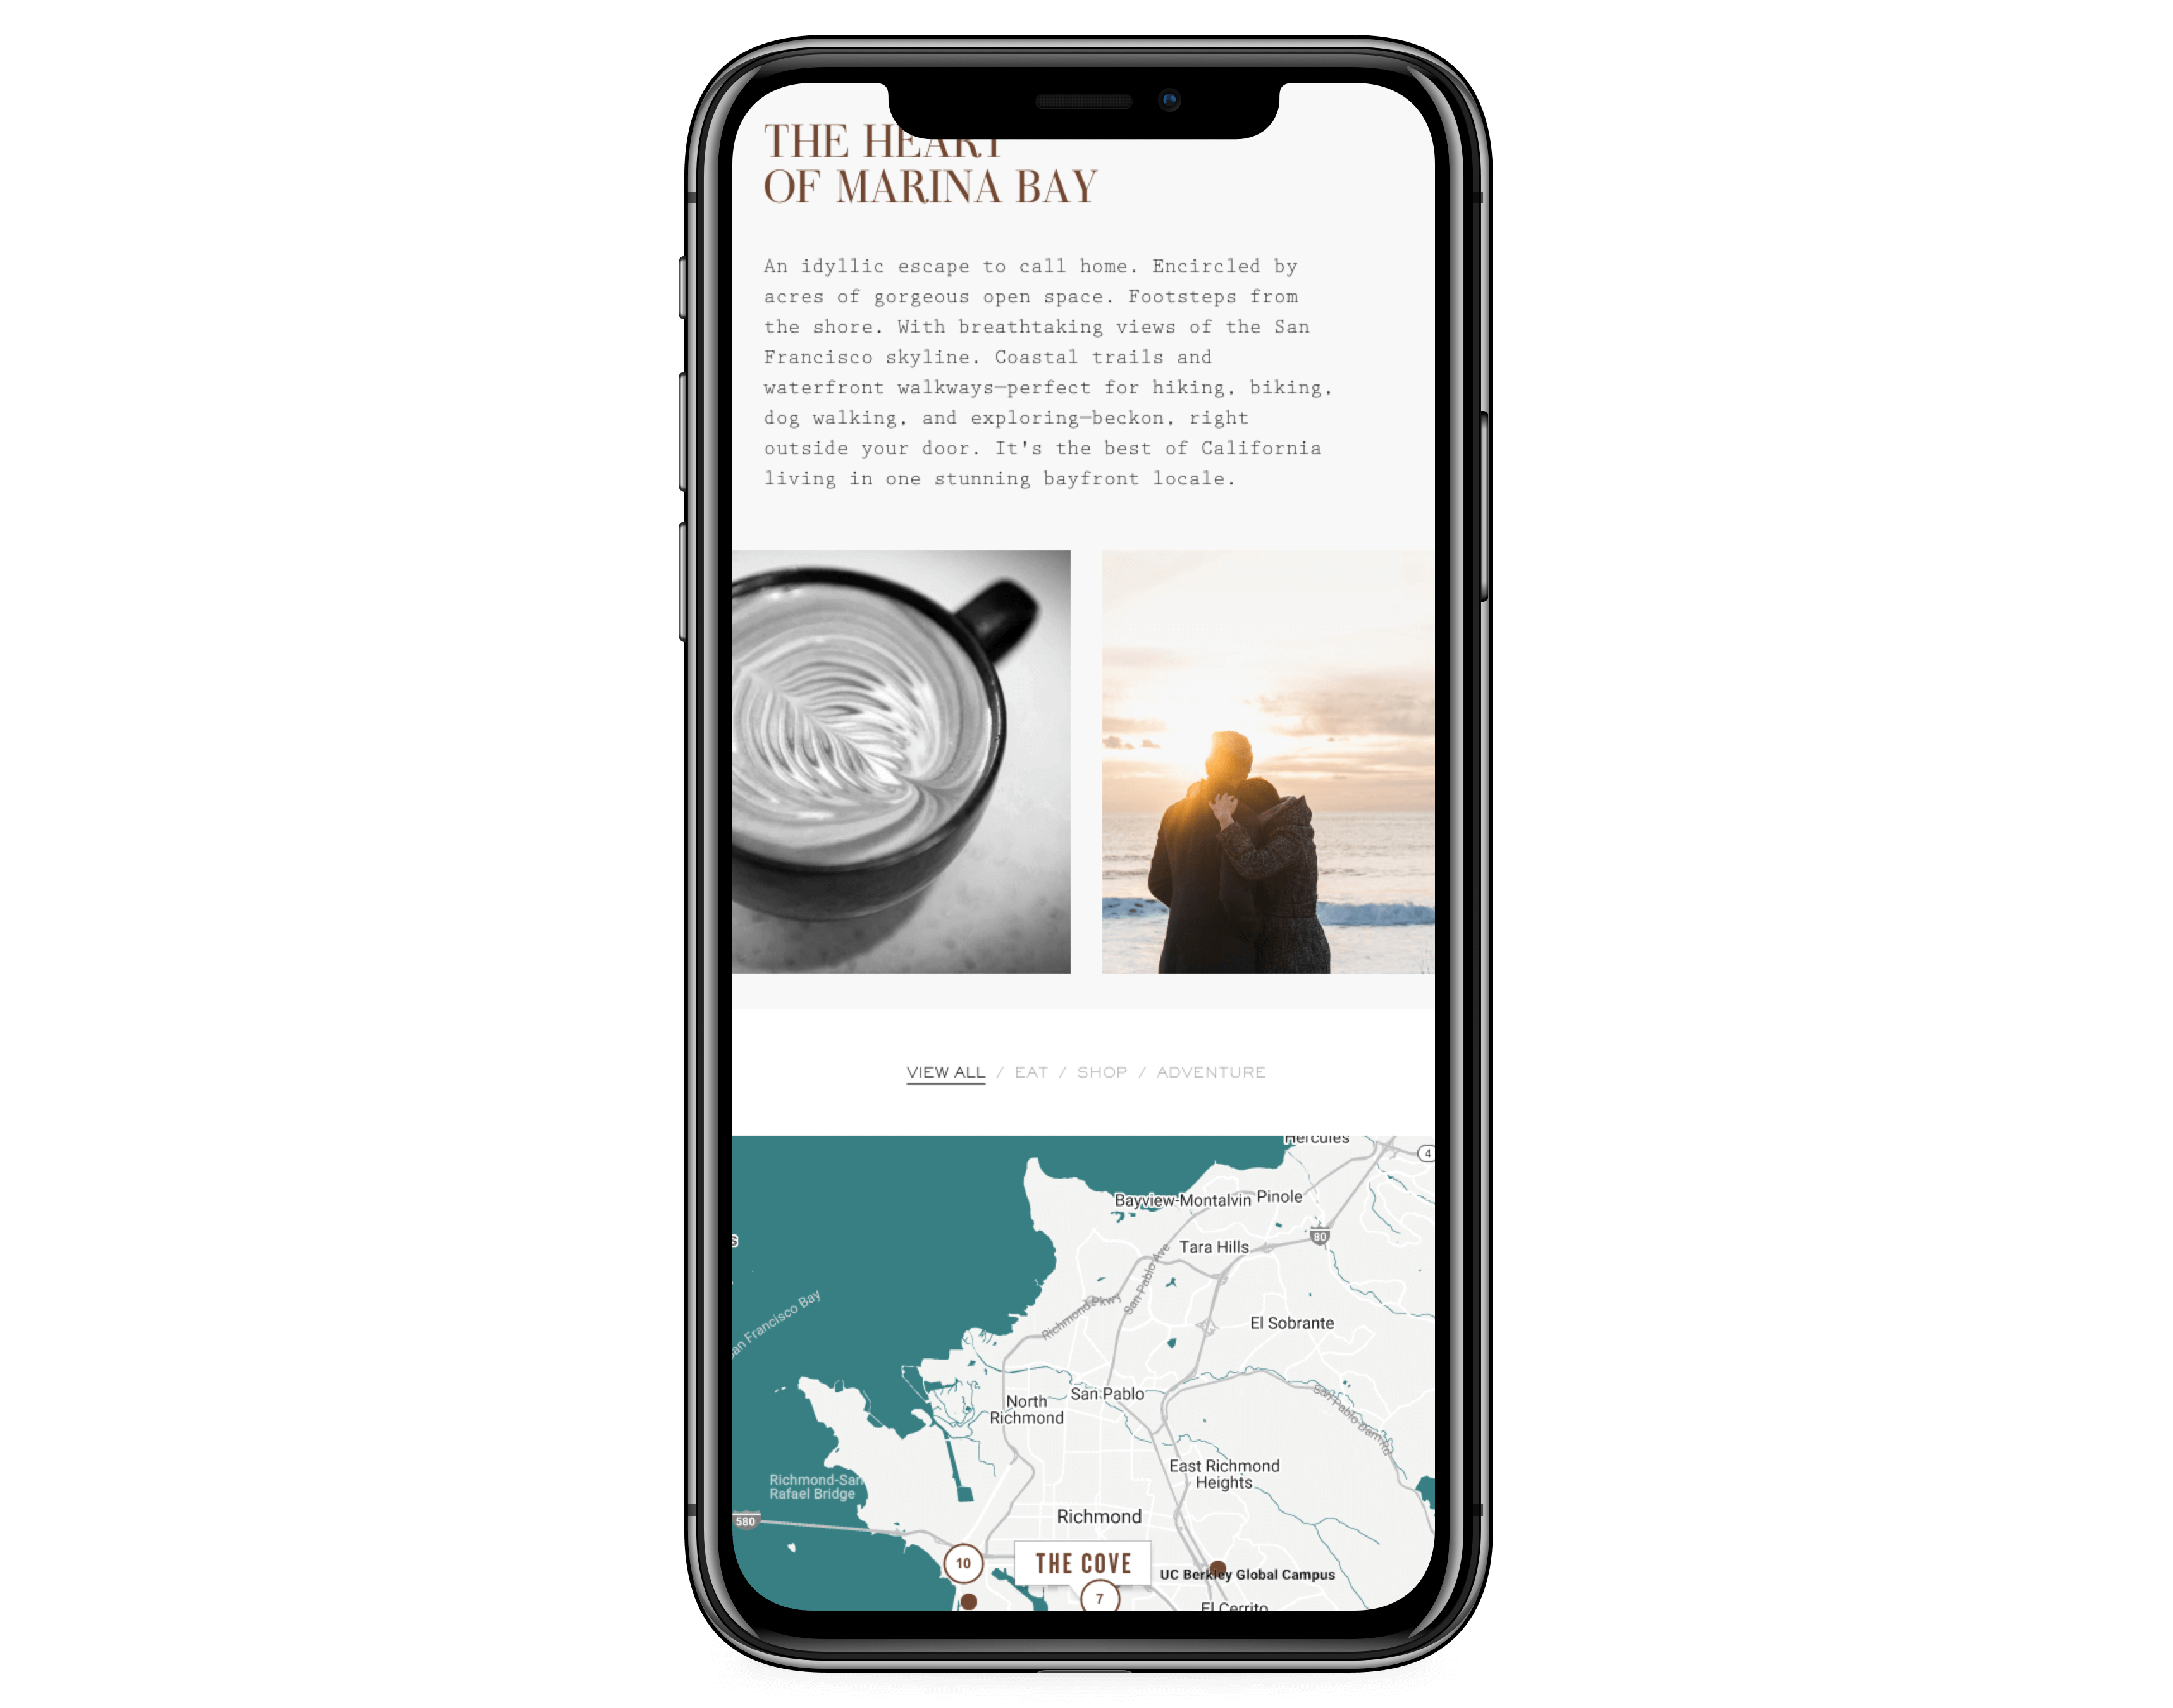 THE HEART
OF MARINA BAY
An idyllic escape to call home. Encircled by
acres of gorgeous open space. Footsteps from
the shore. With breathtaking views of the San
Francisco skyline. Coastal trails and
waterfront walkways—perfect for hiking, biking,
dog walking, and exploring—beckon, right
outside your door. It's the best of California
living in one stunning bayfront locale.
VIEW ALL / EAT / SHOP / ADVENTURE
Hercules
4
Bayview-Montalvin Pinole
80
Tara Hills
San Pablo Ave
an Francisco Bay
Richmond Pkwy
El Sobrante
San Pablo
North
Richmond
San Pablo Dam Rd
East Richmond
Heights
Richmond-San
Rafael Bridge
Richmond
580
10
THE COVE
UC Berkley Global Campus
7
El Cerrito